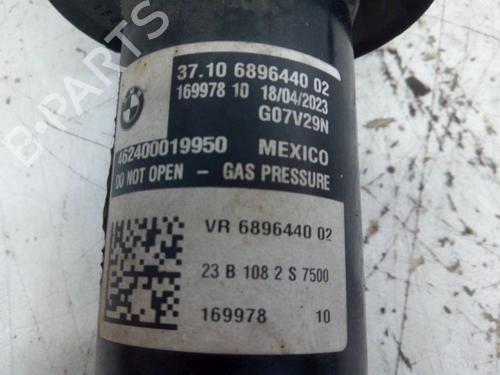 37.10 6896440 02
169978 10 18/04/2023
G07V29N
462400019950 MEXICO
DO NOT OPEN - GAS PRESSURE
VR 6896440 02
23 B 108 2 S 7500
169978 10